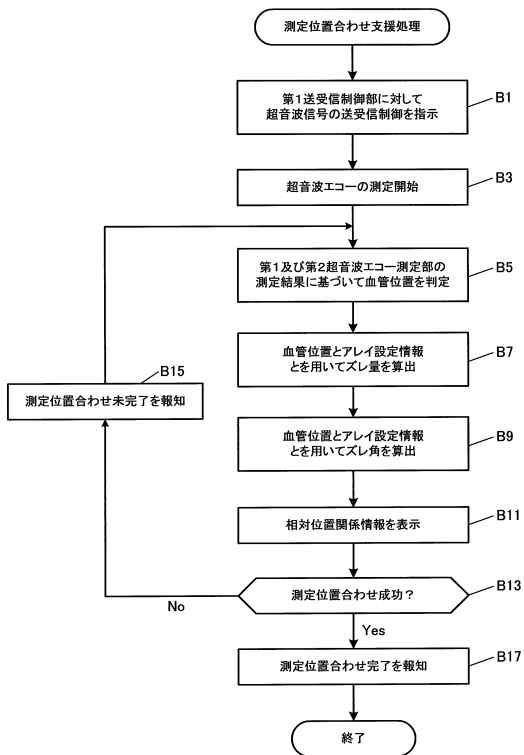 測定位置合わせ支援処理
第1送受信制御部に対して
超音波信号の送受信制御を指示
B1
超音波エコーの測定開始
B3
第1及び第2超音波エコー測定部の
測定結果に基づいて血管位置を判定
B5
血管位置とアレイ設定情報
とを用いてズレ量を算出
B7
B15
測定位置合わせ未完了を報知
血管位置とアレイ設定情報
とを用いてズレ角を算出
B9
相対位置関係情報を表示
B11
測定位置合わせ成功？
B13
No
Yes
測定位置合わせ完了を報知
B17
終了